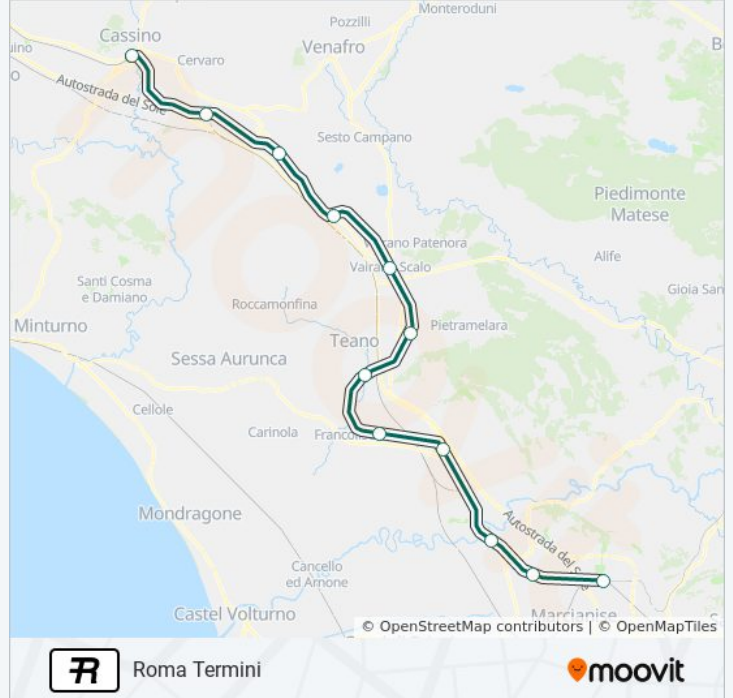 Monteroduni
Pozzilli
Cassino
Venafro
Cervaro
Autostrada del Sole
Sesto Campano
Piedimonte
Matese
Patenora
Alife
Vairano Scalo
Santi Cosma
e Damiano
Gioia San
Roccamonfina
Minturno
Pietramelara
Teano
Sessa Aurunca
Cellole
Carinola
Mondragone
Autostrada del Sole
Cancello
ed Arnone
Castel Volturno
Marcianise
© OpenStreetMap contributors | © OpenMapTiles
R
Roma Termini
moovit